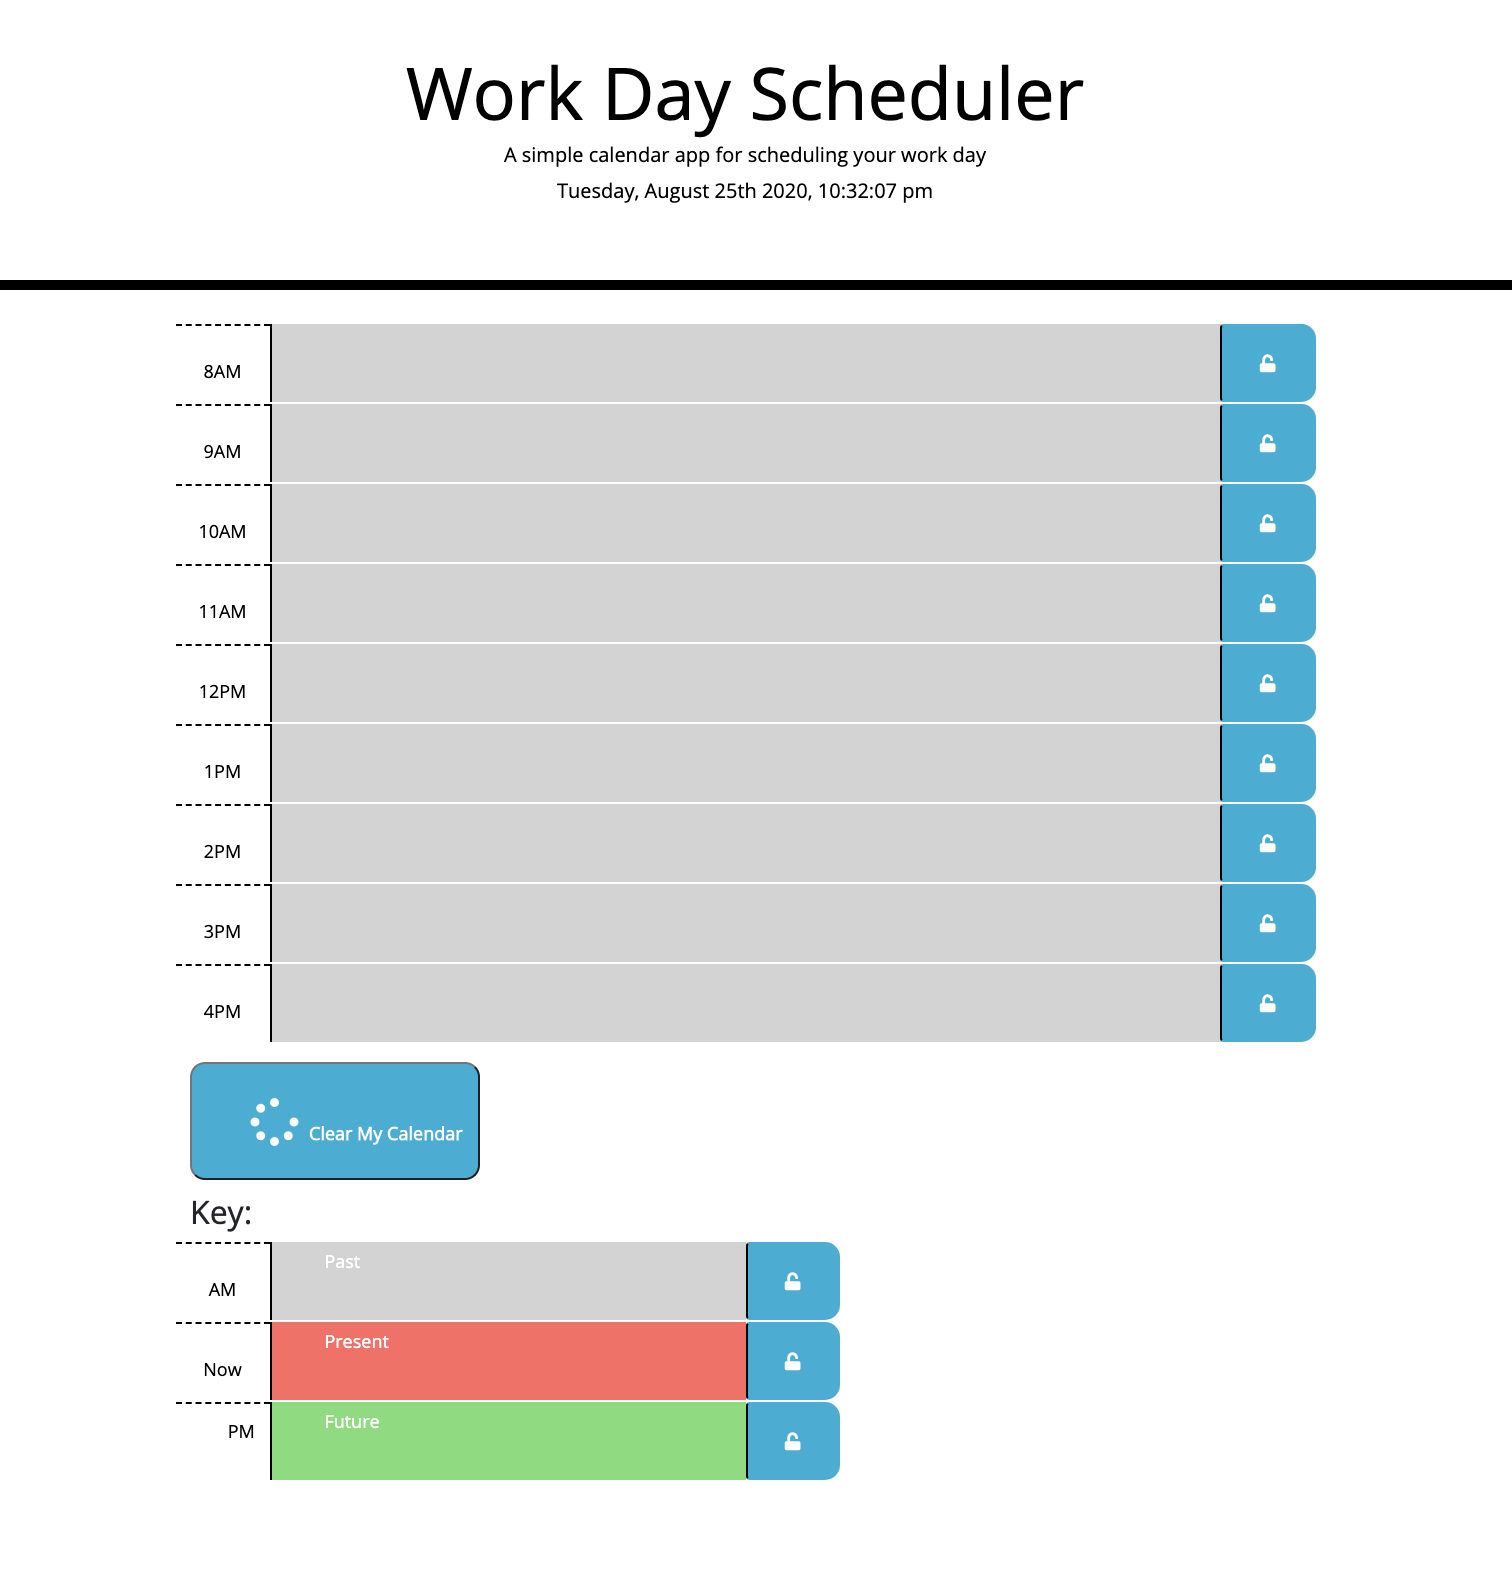 Work Day Scheduler
A simple calendar app for scheduling your work day
Tuesday, August 25th 2020, 10:32:07 pm
8AM
9AM
10AM
11AM
12PM
1PM
2PM
3PM
4PM
Clear My Calendar
Key:
Past
AM
Present
Now
Future
PM